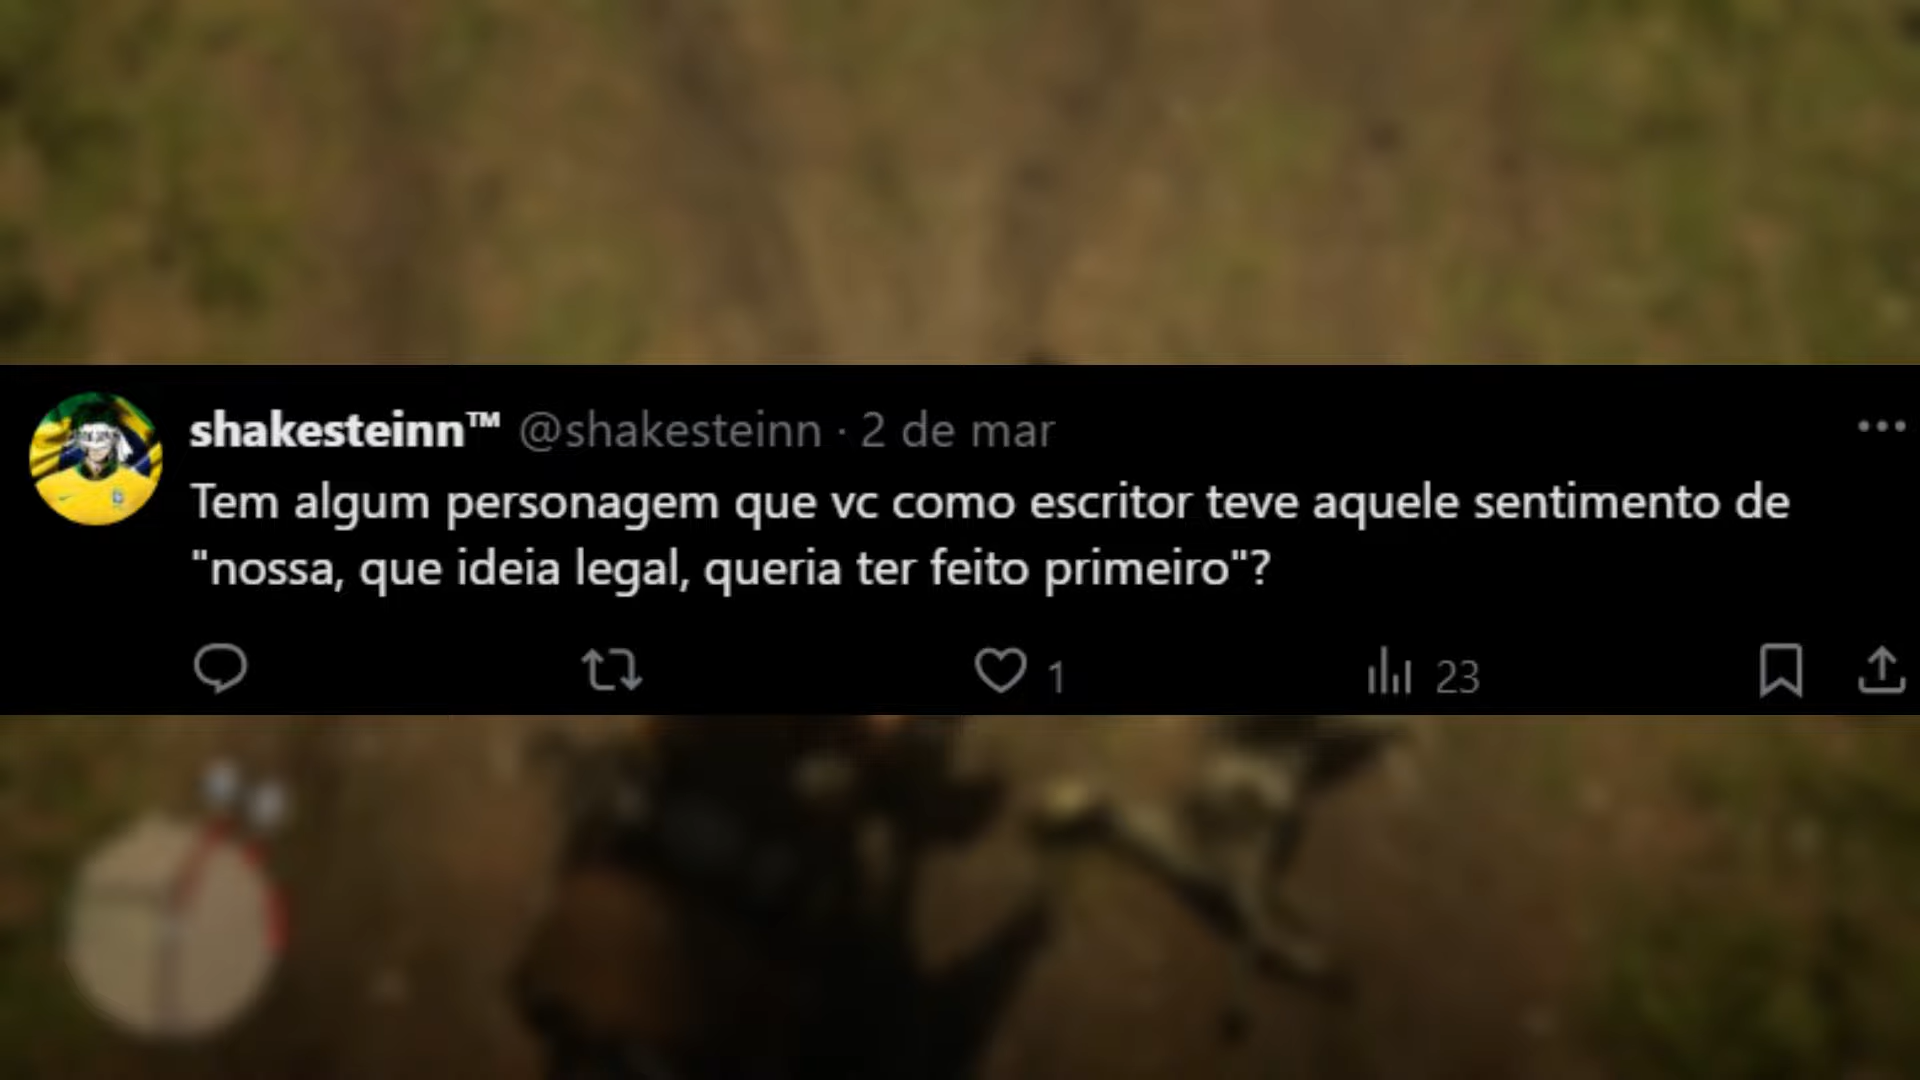 shakesteinn™ @shakesteinn · 2 de mar
Tem algum personagem que vc como escritor teve aquele sentimento de
"nossa, que ideia legal, queria ter feito primeiro"?
1 23